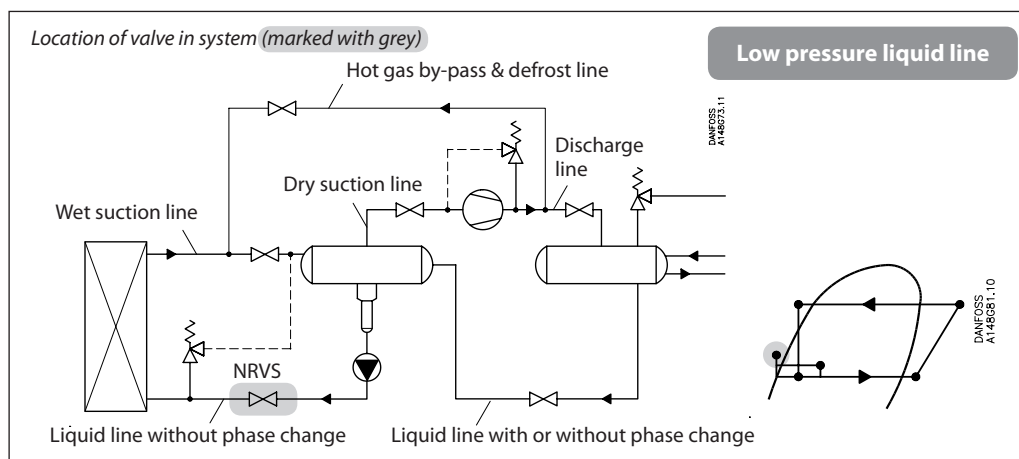 Location of valve in system (marked with grey)
Low pressure liquid line
Hot gas by-pass & defrost line
DANFOSS
A148G73.11
Discharge
line
Dry suction line
Wet suction line
DANFOSS
A148G81.10
NRVS
Liquid line without phase change
Liquid line with or without phase change